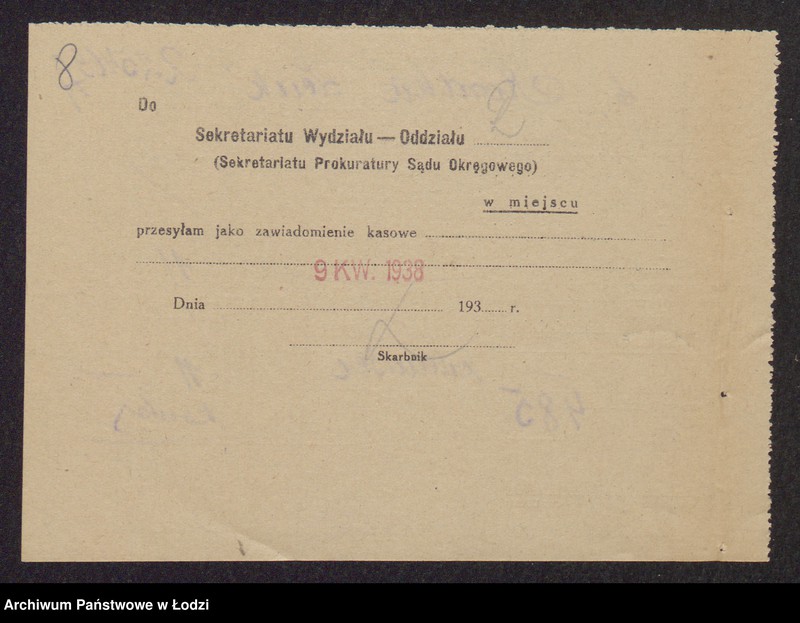 8
Do
Sekretariatu Wydziału — Oddziału
(Sekretariatu Prokuratury Sądu Okręgowego)
w miejscu
przesyłam jako zawiadomienie kasowe
9 KW. 1938
Dnia 193 r.
Skarbnik
485
Archiwum Państwowe w Łodzi